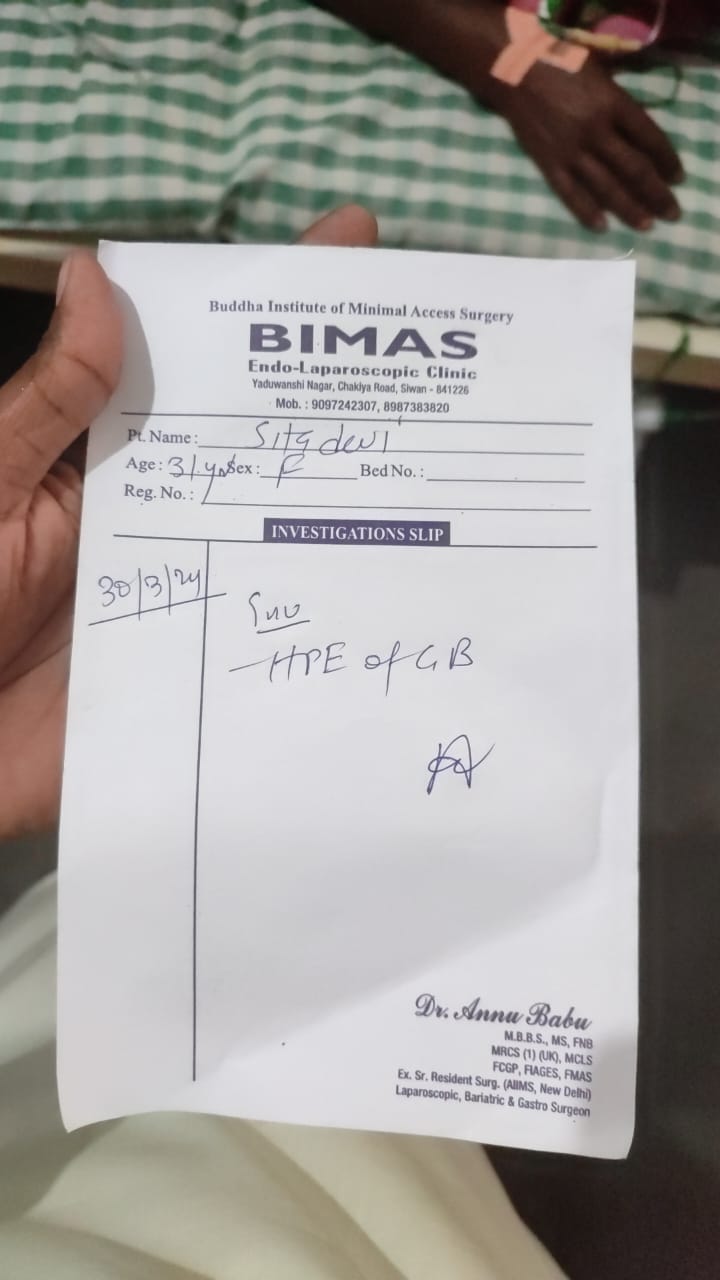 Buddha Institute of Minimal Access Surgery
BIMAS
Endo-Laparoscopic Clinic
Yaduwanshi Nagar, Chakiya Road, Siwan - 841226
Mob. : 9097242307, 8987383820
Pt. Name : Sita devi
Age : 31 yrs Sex : F Bed No. :
Reg. No. :
INVESTIGATIONS SLIP
30/3/24
HPE of GB
Dr. Annu Babu
M.B.B.S., MS, FNB
MRCS (1) (UK), MCLS
FCGP, FIAGES, FMAS
Ex. Sr. Resident Surg. (AIIMS, New Delhi)
Laparoscopic, Bariatric & Gastro Surgeon